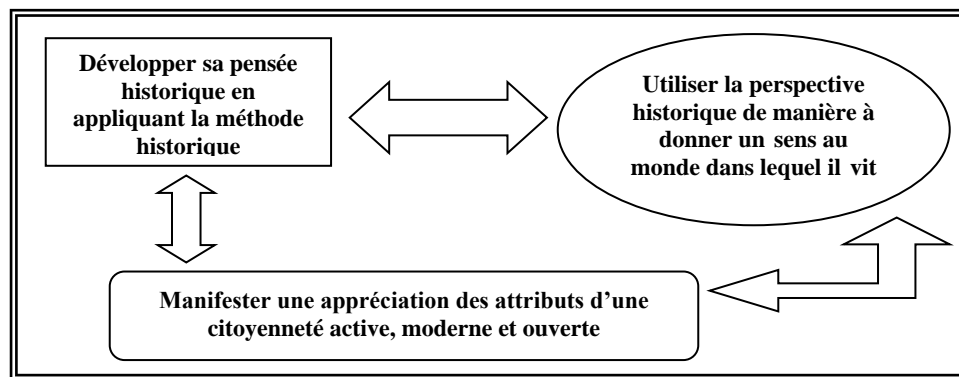 Développer sa pensée
historique en
appliquant la méthode
historique
Utiliser la perspective
historique de manière à
donner un sens au
monde dans lequel il vit
Manifester une appréciation des attributs d'une
citoyenneté active, moderne et ouverte